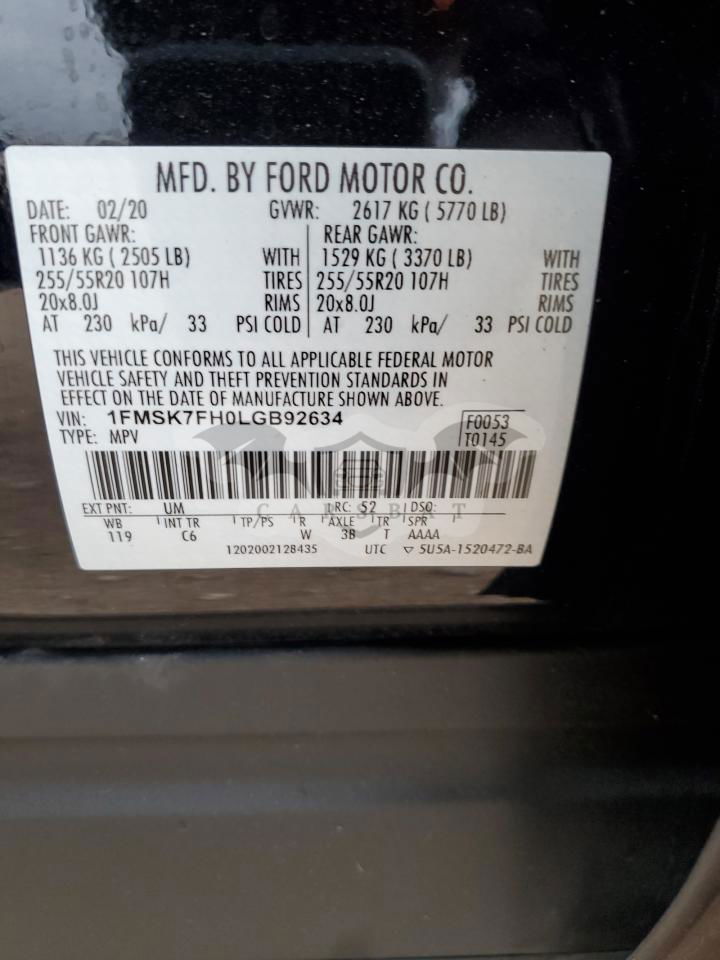 MFD. BY FORD MOTOR CO.
DATE: 02/20 GVWR: 2617 KG ( 5770 LB)
FRONT GAWR: REAR GAWR:
1136 KG ( 2505 LB) WITH 1529 KG ( 3370 LB) WITH
255/55R20 107H TIRES 255/55R20 107H TIRES
20x8.0J RIMS 20x8.0J RIMS
AT 230 kPa/ 33 PSI COLD AT 230 kPa/ 33 PSI COLD
THIS VEHICLE CONFORMS TO ALL APPLICABLE FEDERAL MOTOR
VEHICLE SAFETY AND THEFT PREVENTION STANDARDS IN
EFFECT ON THE DATE OF MANUFACTURE SHOWN ABOVE.
VIN: 1FMSK7FH0LGB92634 F0053
TYPE: MPV T0145
CARSBAT
EXT PNT: UM RC: 52 DSO:
WB INT TR TP/PS R AXLE TR SPR
119 C6 W 3B T AAAA
1202002128435 UTC ▽ 5U5A-1520472-BA